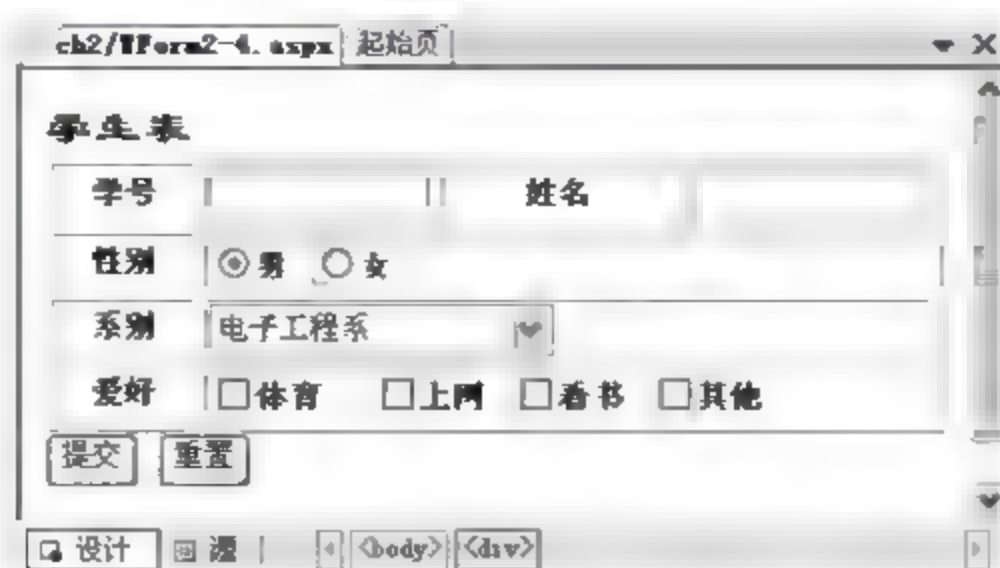 ch2/WForm2-4.aspx 起始页
学生表
学号 姓名
性别 男 女
系别 电子工程系
爱好 体育 上网 看书 其他
提交 重置
设计 源 <body> <div>